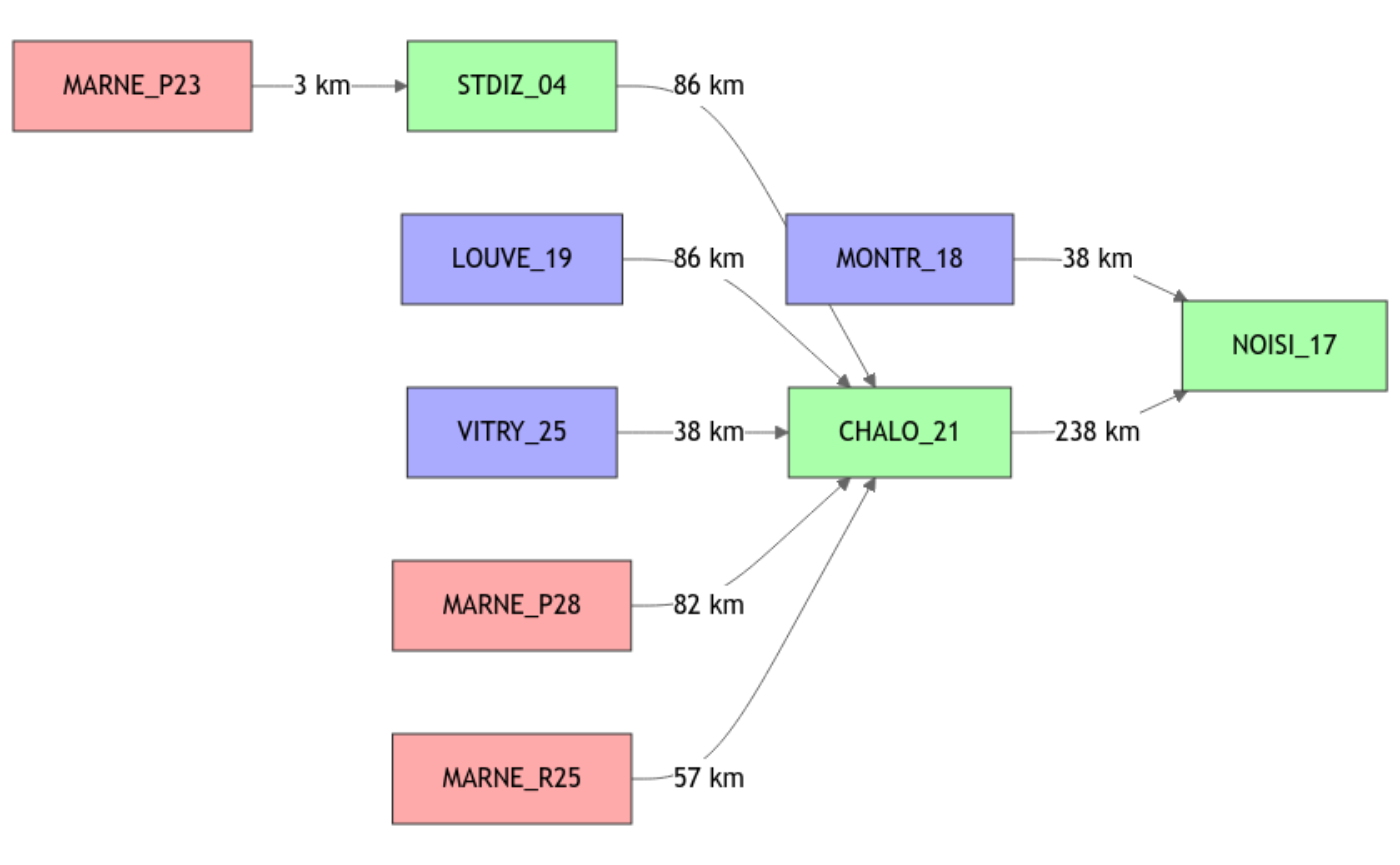 MARNE_P23
3 km
STDIZ_04
86 km
LOUVE_19
86 km
MONTR_18
38 km
NOISI_17
VITRY_25
38 km
CHALO_21
238 km
MARNE_P28
82 km
MARNE_R25
57 km